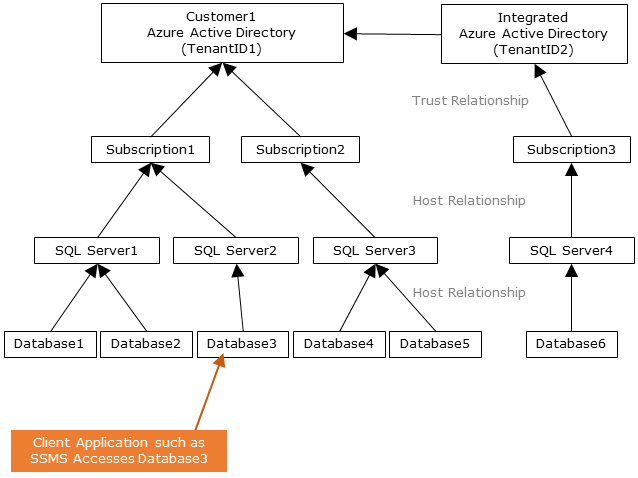 Customer1
Azure Active Directory
(TenantID1)
Integrated
Azure Active Directory
(TenantID2)
Trust Relationship
Subscription1
Subscription2
Subscription3
Host Relationship
SQL Server1
SQL Server2
SQL Server3
SQL Server4
Host Relationship
Database1
Database2
Database3
Database4
Database5
Database6
Client Application such as
SSMS Accesses Database3